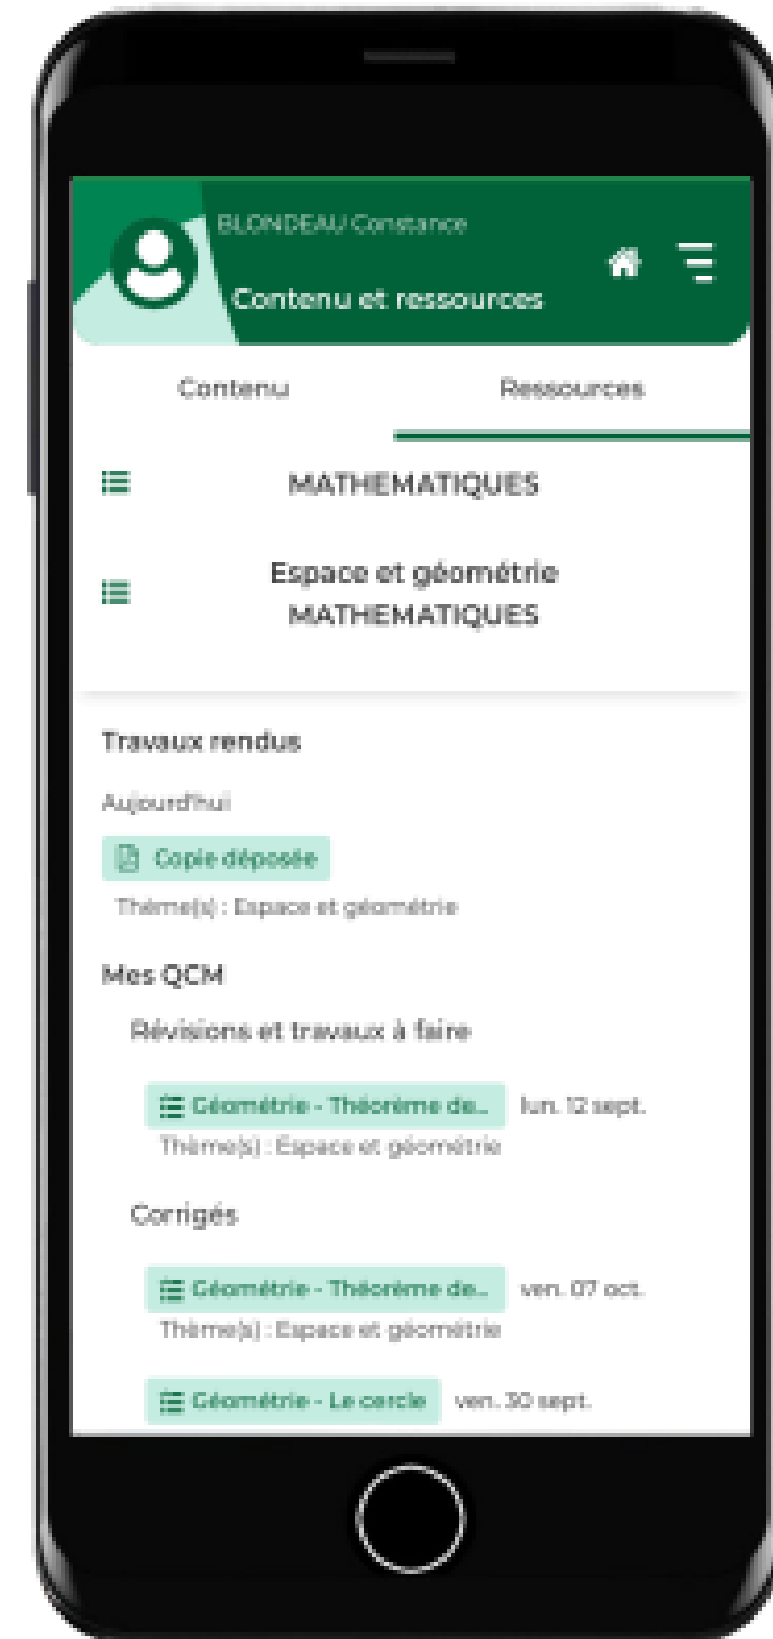 BLONDEAU Constance
Contenu et ressources
Contenu
Ressources
MATHEMATIQUES
Espace et géométrie
MATHEMATIQUES
Travaux rendus
Aujourd'hui
Copie déposée
Thème(s) : Espace et géométrie
Mes QCM
Révisions et travaux à faire
Géométrie - Théorème de... lun. 12 sept.
Thème(s) : Espace et géométrie
Corrigés
Géométrie - Théorème de... ven. 07 oct.
Thème(s) : Espace et géométrie
Géométrie - Le cercle ven. 30 sept.